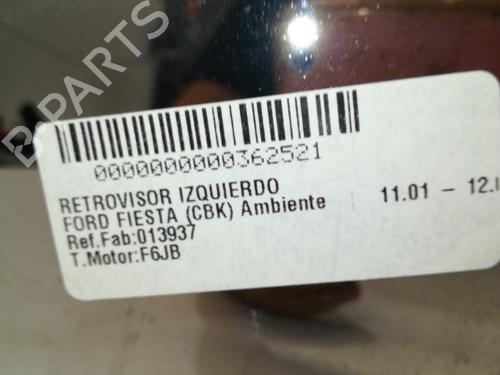 B-PARTS
0000000000362521
RETROVISOR IZQUIERDO
FORD FIESTA (CBK) Ambiente 11.01 - 12.
Ref.Fab:013937
T.Motor:F6JB